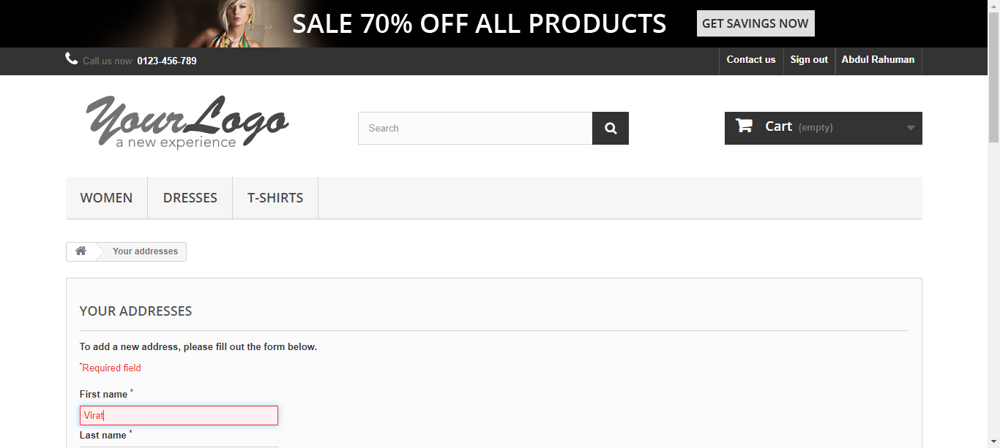 SALE 70% OFF ALL PRODUCTS GET SAVINGS NOW
Call us now: 0123-456-789 Contact us Sign out Abdul Rahuman
Your Logo
a new experience
Search
Cart (empty)
WOMEN DRESSES T-SHIRTS
Your addresses
YOUR ADDRESSES
To add a new address, please fill out the form below.
*Required field
First name *
Virat
Last name *